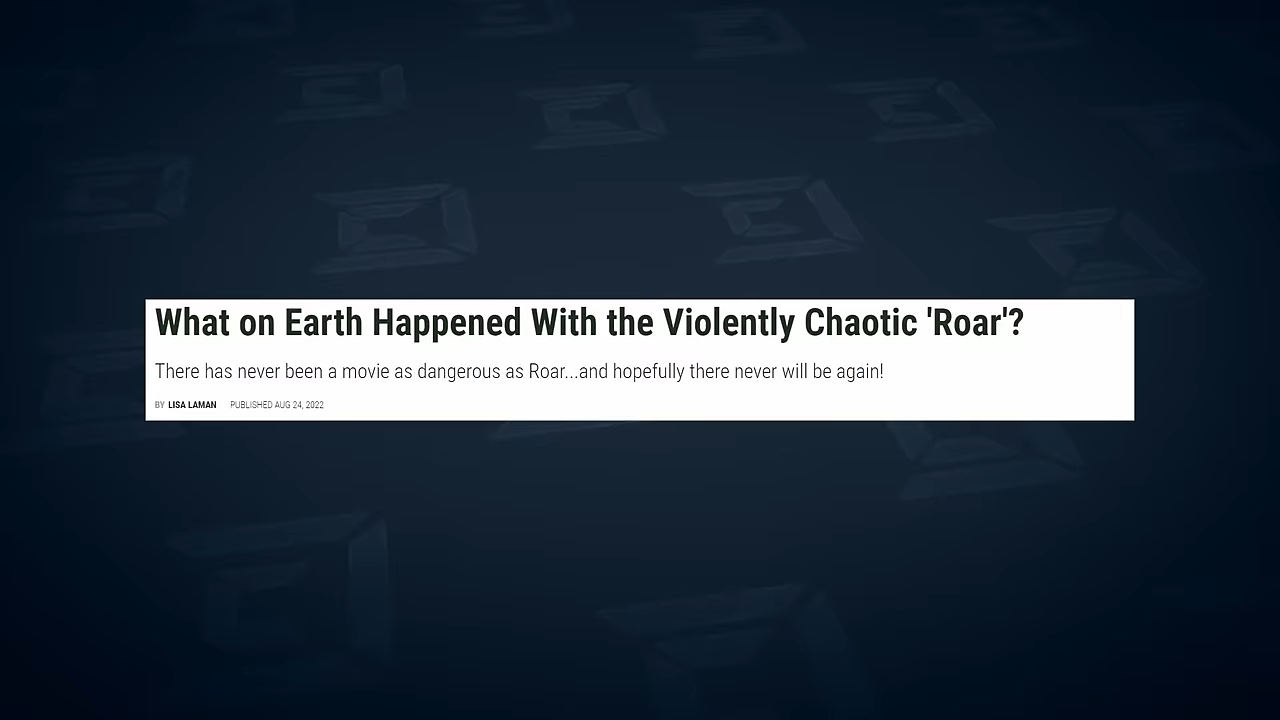 What on Earth Happened With the Violently Chaotic 'Roar'?
There has never been a movie as dangerous as Roar...and hopefully there never will be again!
BY LISA LAMAN PUBLISHED AUG 24, 2022